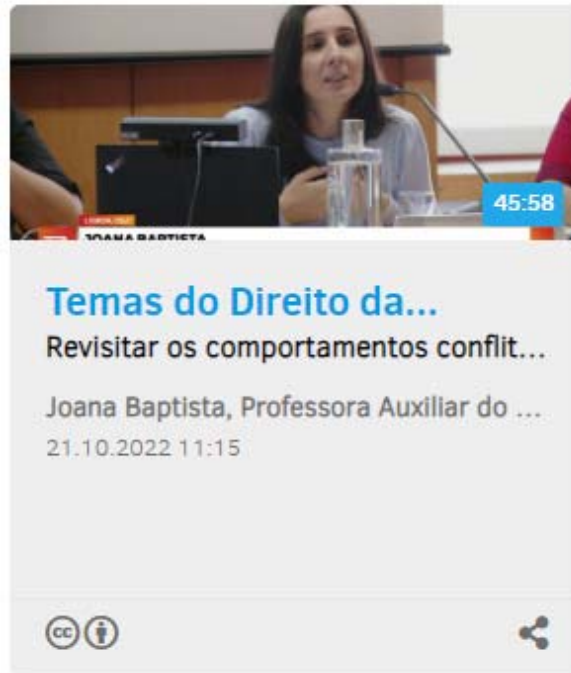 45:58
JOANA BAPTISTA
Temas do Direito da...
Revisitar os comportamentos conflit...
Joana Baptista, Professora Auxiliar do ...
21.10.2022 11:15
cc